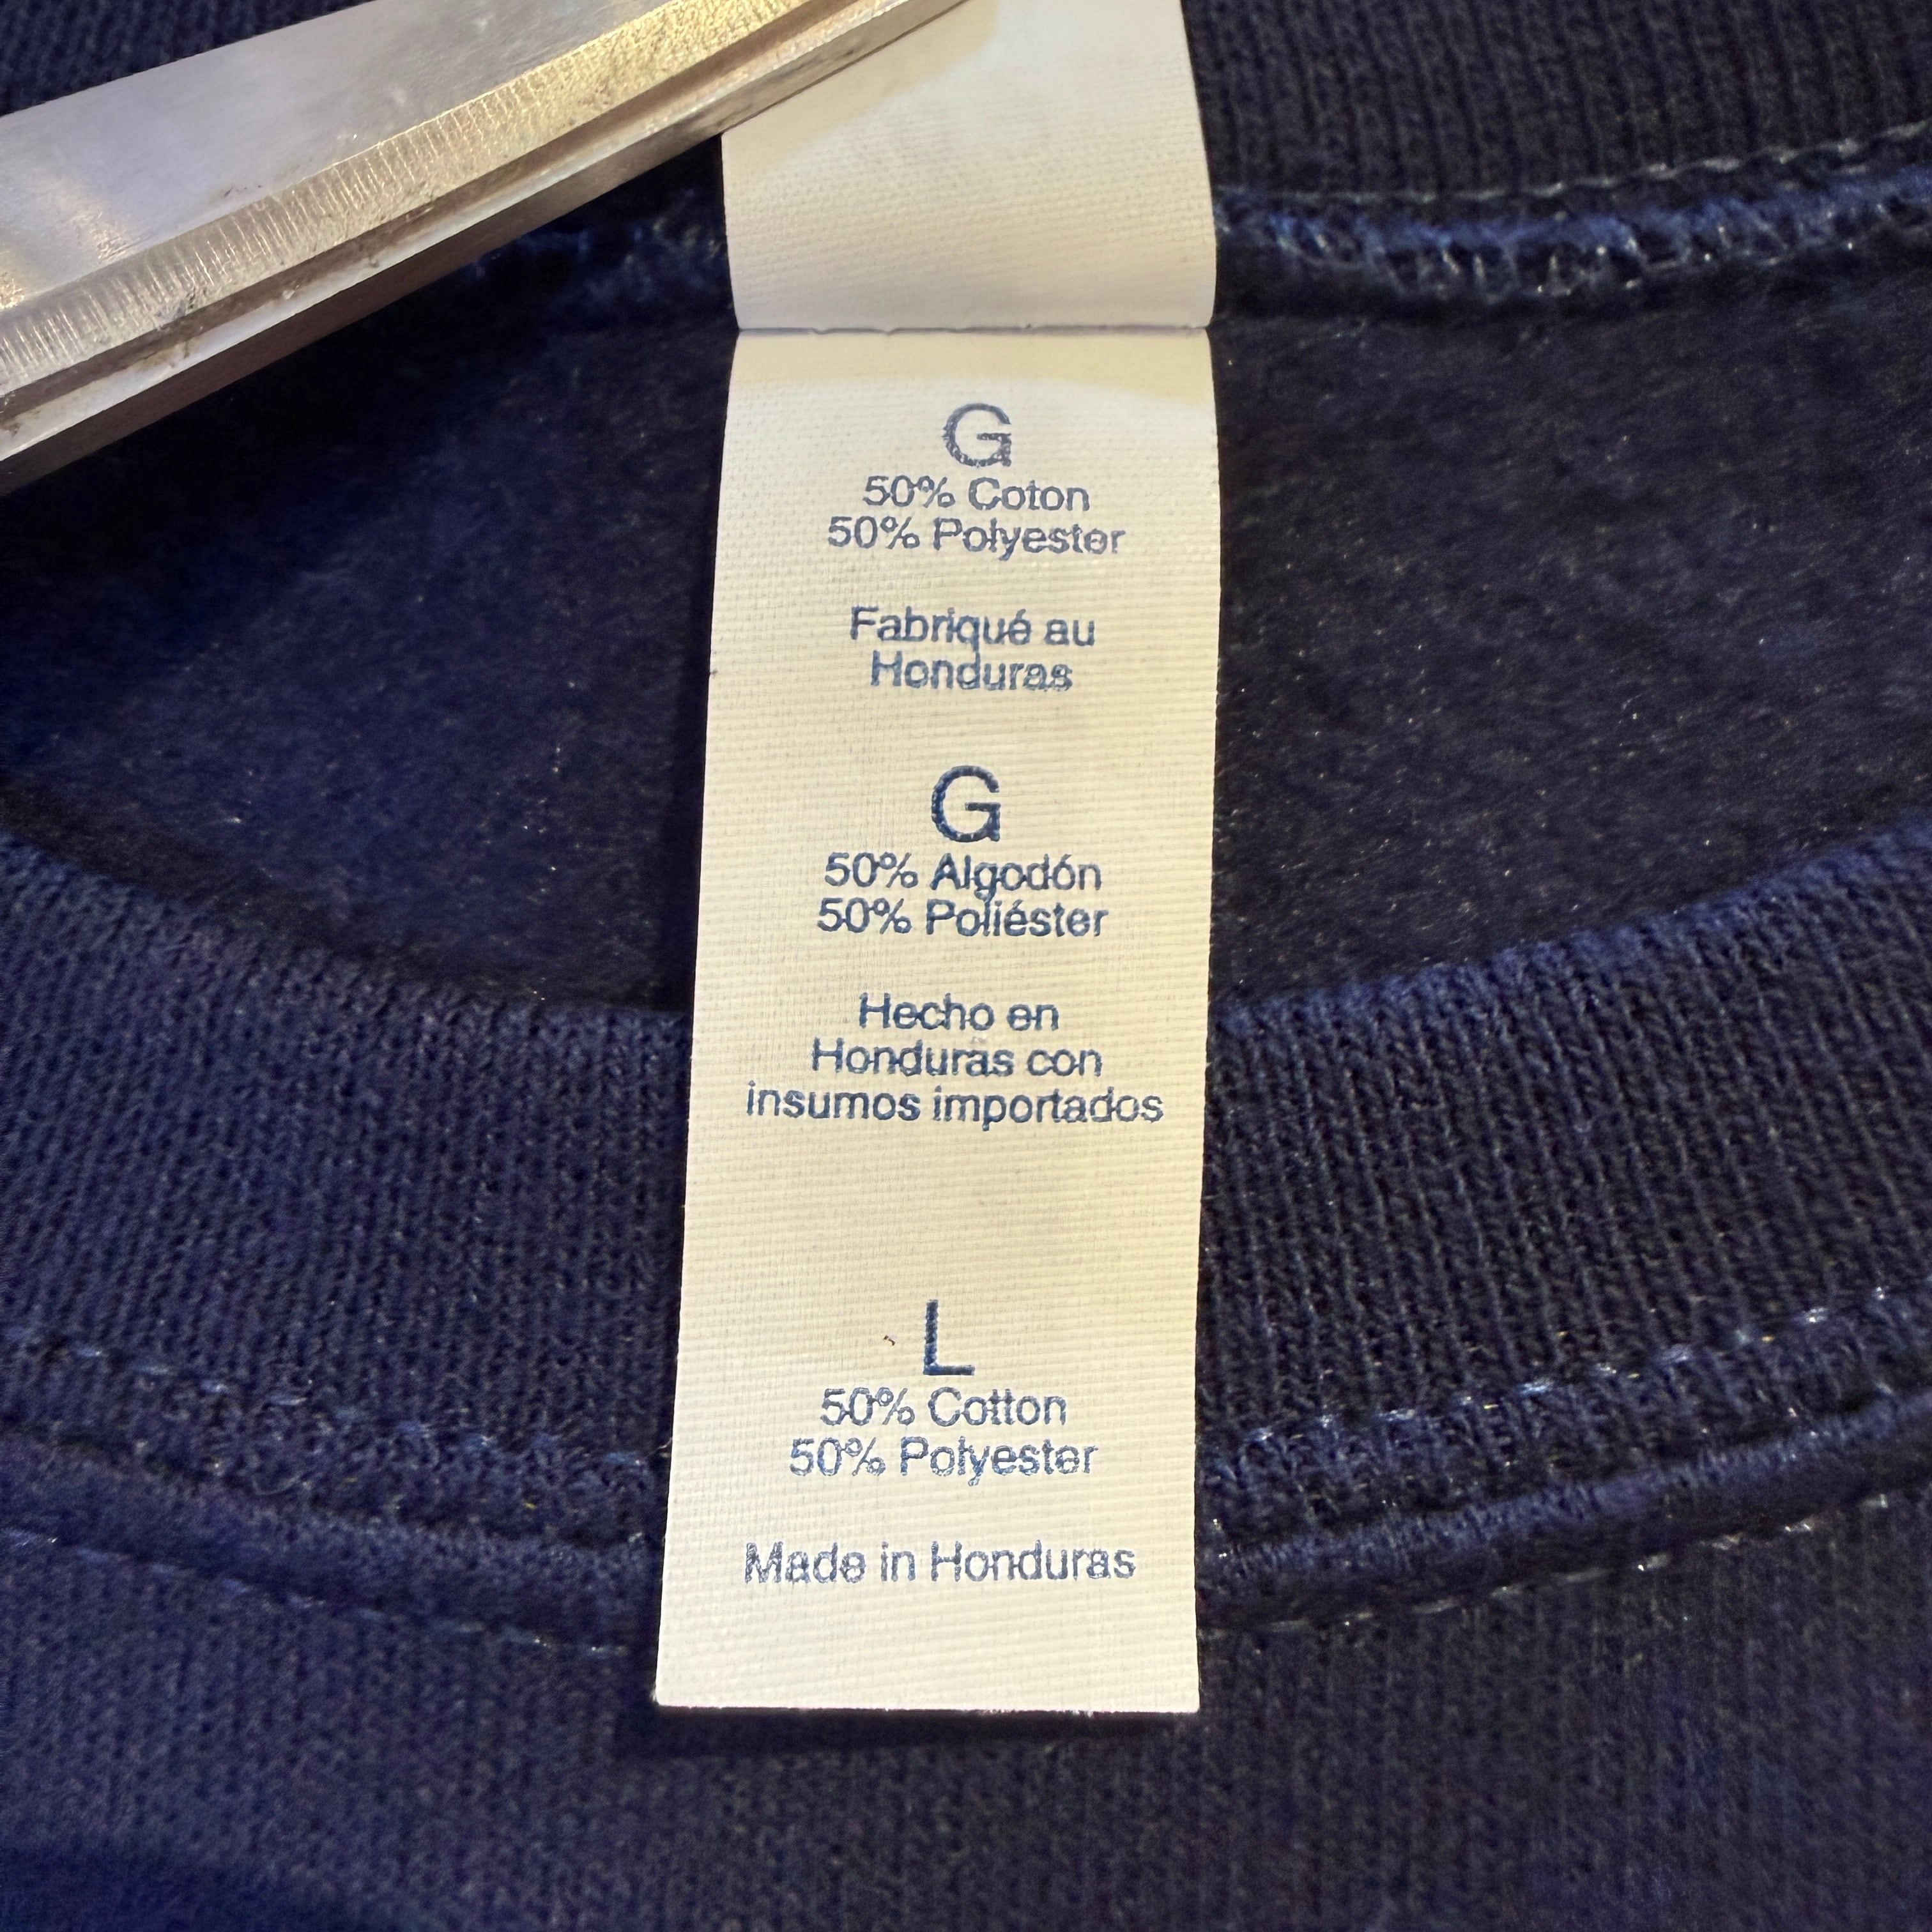 G
50% Coton
50% Polyester
Fabriqué au
Honduras
G
50% Algodón
50% Poliéster
Hecho en
Honduras con
insumos importados
L
50% Cotton
50% Polyester
Made in Honduras